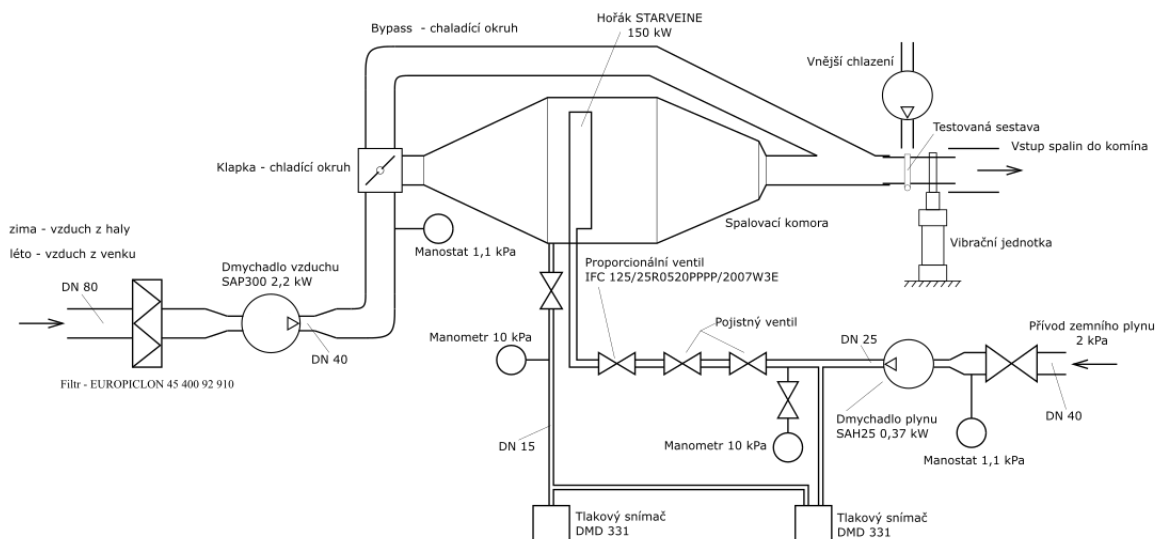 Bypass - chaladící okruh
Hořák STARVEINE
150 kW
Vnější chlazení
Testovaná sestava
Vstup spalin do komína
Klapka - chladící okruh
Spalovací komora
Vibrační jednotka
zima - vzduch z haly
léto - vzduch z venku
Manostat 1,1 kPa
Dmychadlo vzduchu
SAP300 2,2 kW
Proporcionální ventil
IFC 125/25R0520PPPP/2007W3E
DN 80
DN 40
Filtr - EUROPICLON 45 400 92 910
Manometr 10 kPa
Pojistný ventil
DN 25
Přívod zemního plynu
2 kPa
DN 40
Dmychadlo plynu
SAH25 0,37 kW
DN 15
Manometr 10 kPa
Manostat 1,1 kPa
Tlakový snímač
DMD 331
Tlakový snímač
DMD 331